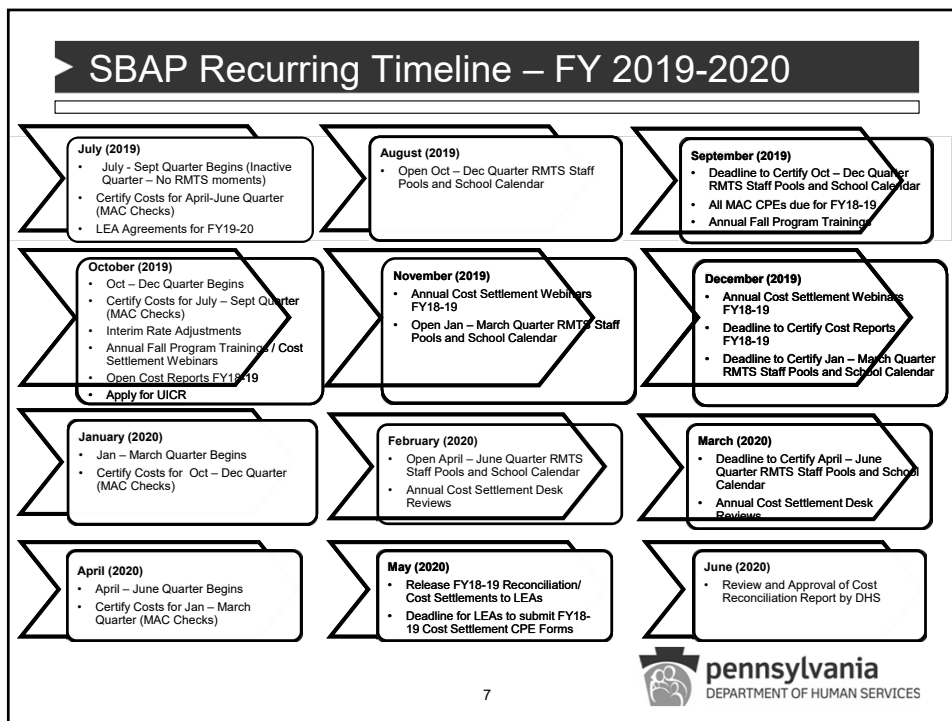 SBAP Recurring Timeline – FY 2019-2020
July (2019)
• July - Sept Quarter Begins (Inactive
Quarter – No RMTS moments)
• Certify Costs for April-June Quarter
(MAC Checks)
• LEA Agreements for FY19-20
August (2019)
• Open Oct – Dec Quarter RMTS Staff
Pools and School Calendar
September (2019)
• Deadline to Certify Oct – Dec Quarter
RMTS Staff Pools and School Calendar
• All MAC CPEs due for FY18-19
• Annual Fall Program Trainings
October (2019)
• Oct – Dec Quarter Begins
• Certify Costs for July – Sept Quarter
(MAC Checks)
• Interim Rate Adjustments
• Annual Fall Program Trainings / Cost
Settlement Webinars
• Open Cost Reports FY18-19
• Apply for UICR
November (2019)
• Annual Cost Settlement Webinars
FY18-19
• Open Jan – March Quarter RMTS Staff
Pools and School Calendar
December (2019)
• Annual Cost Settlement Webinars
FY18-19
• Deadline to Certify Cost Reports
FY18-19
• Deadline to Certify Jan – March Quarter
RMTS Staff Pools and School Calendar
January (2020)
• Jan – March Quarter Begins
• Certify Costs for Oct – Dec Quarter
(MAC Checks)
February (2020)
• Open April – June Quarter RMTS
Staff Pools and School Calendar
• Annual Cost Settlement Desk
Reviews
March (2020)
• Deadline to Certify April – June
Quarter RMTS Staff Pools and School
Calendar
• Annual Cost Settlement Desk
Reviews
April (2020)
• April – June Quarter Begins
• Certify Costs for Jan – March
Quarter (MAC Checks)
May (2020)
• Release FY18-19 Reconciliation/
Cost Settlements to LEAs
• Deadline for LEAs to submit FY18-
19 Cost Settlement CPE Forms
June (2020)
• Review and Approval of Cost
Reconciliation Report by DHS
7
pennsylvania
DEPARTMENT OF HUMAN SERVICES